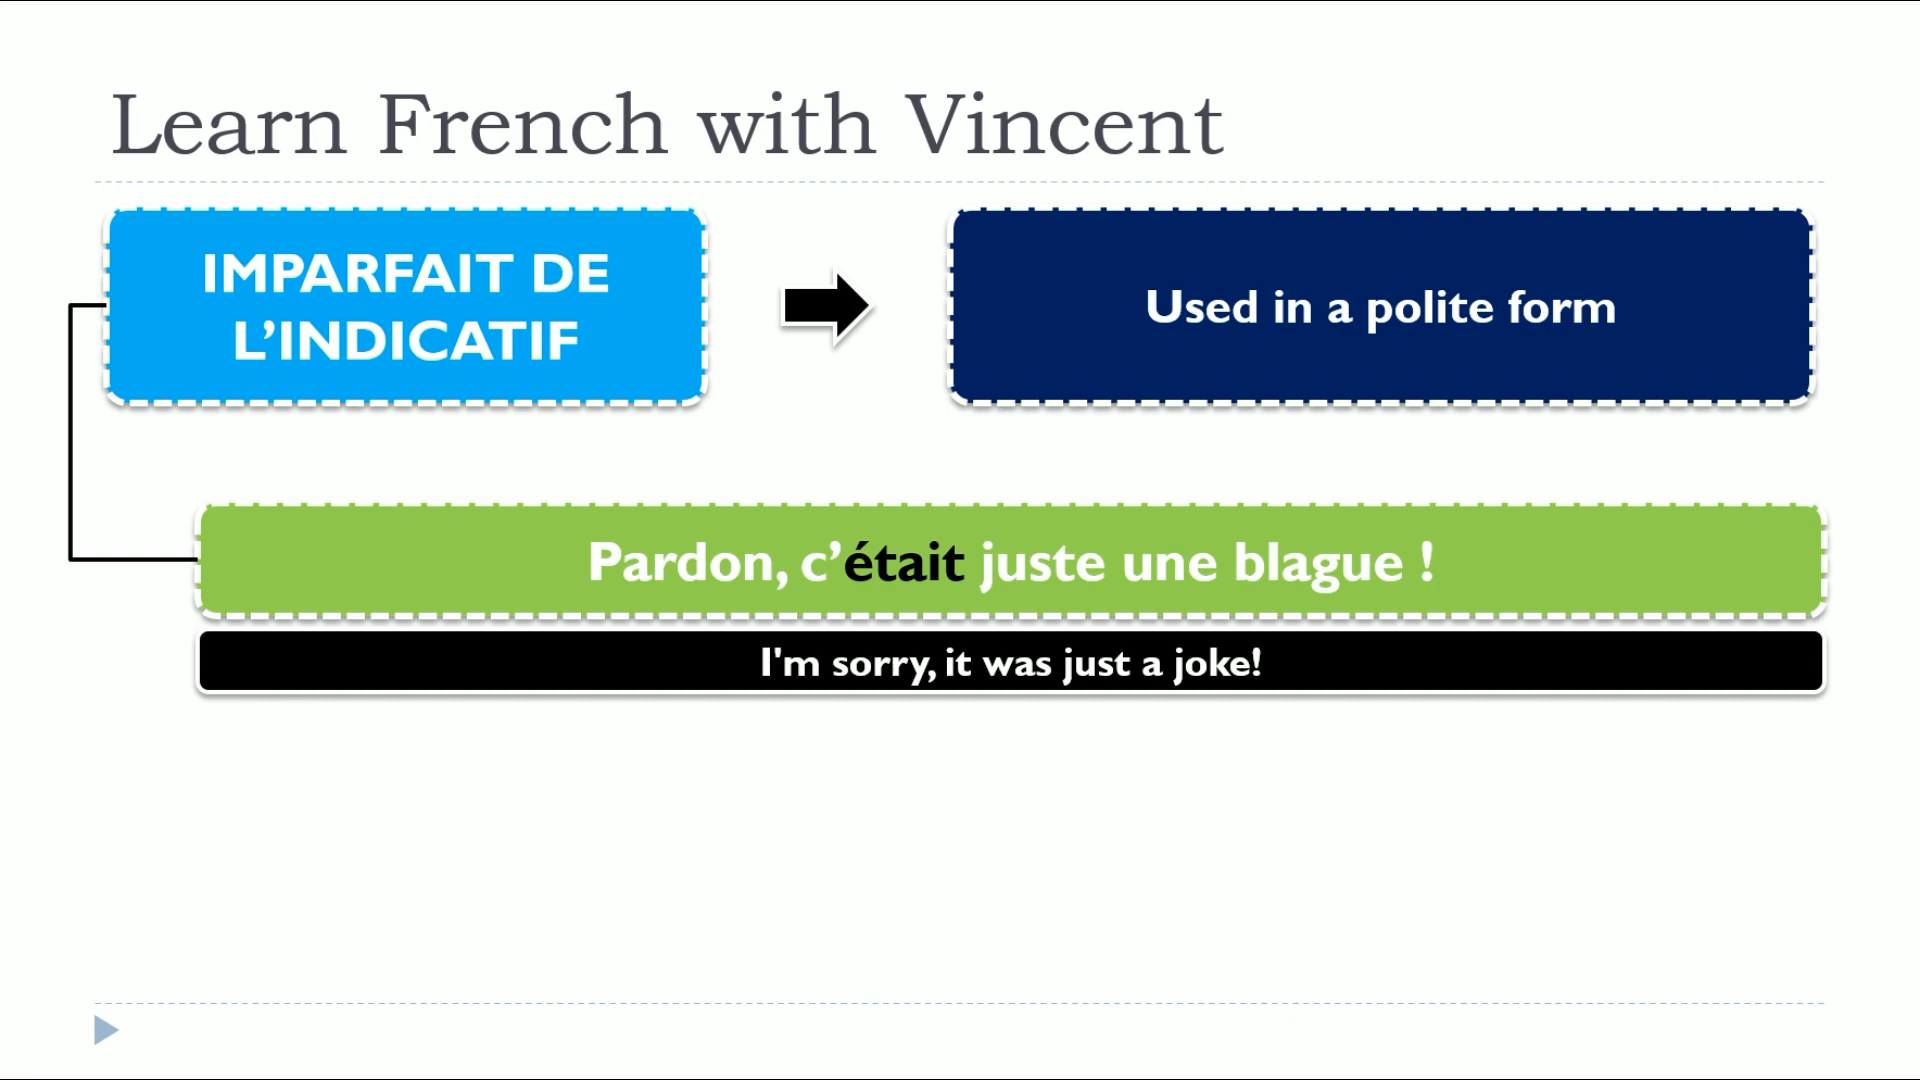 Learn French with Vincent
IMPARFAIT DE
L’INDICATIF
Used in a polite form
Pardon, c’était juste une blague !
I'm sorry, it was just a joke!